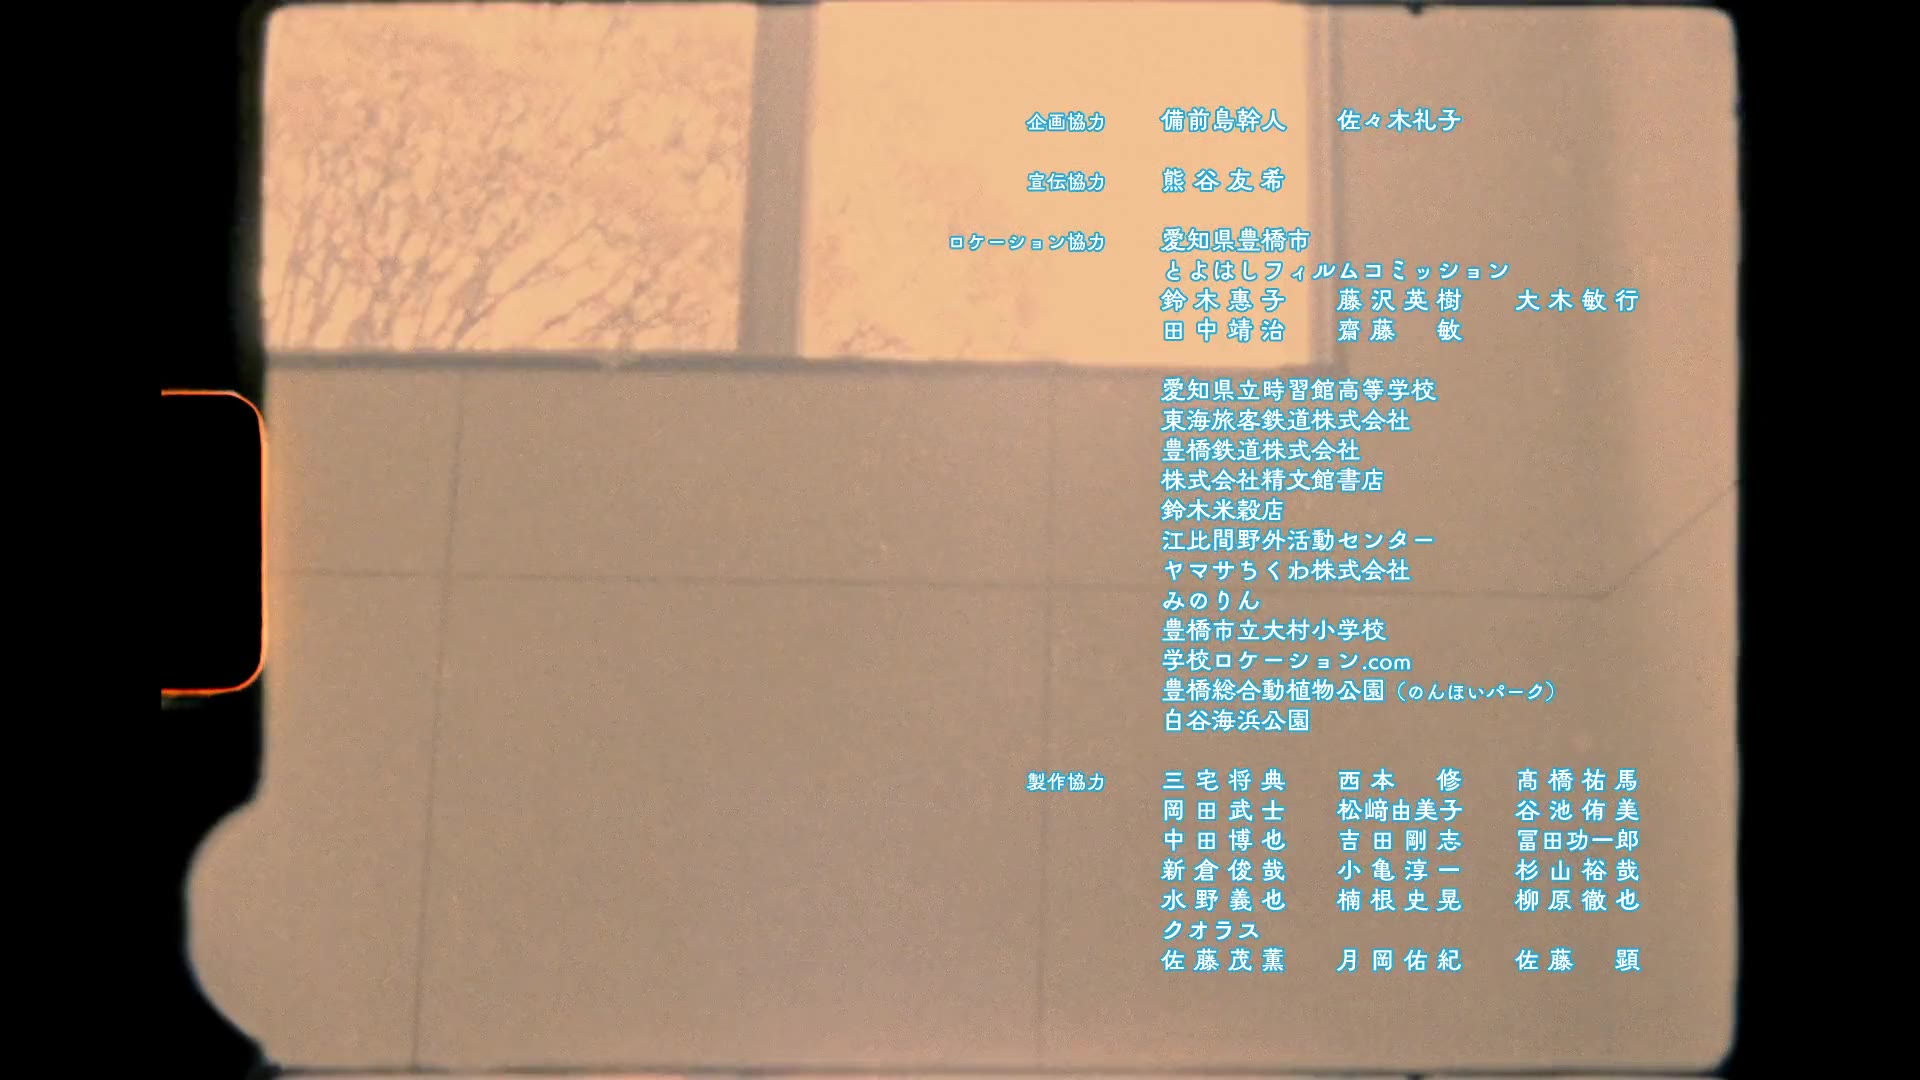 企画協力 備前島幹人 佐々木礼子
宣伝協力 熊谷友希
ロケーション協力 愛知県豊橋市
とよはしフィルムコミッション
鈴木惠子 藤沢英樹 大木敏行
田中靖治 齋藤 敏
愛知県立時習館高等学校
東海旅客鉄道株式会社
豊橋鉄道株式会社
株式会社精文館書店
鈴木米穀店
江比間野外活動センター
ヤマサちくわ株式会社
みのりん
豊橋市立大村小学校
学校ロケーション.com
豊橋総合動植物公園（のんほいパーク）
白谷海浜公園
製作協力 三宅将典 西本 修 髙橋祐馬
岡田武士 松﨑由美子 谷池侑美
中田博也 吉田剛志 冨田功一郎
新倉俊哉 小亀淳一 杉山裕哉
水野義也 楠根史晃 柳原徹也
クオラス
佐藤茂薫 月岡佑紀 佐藤 顕